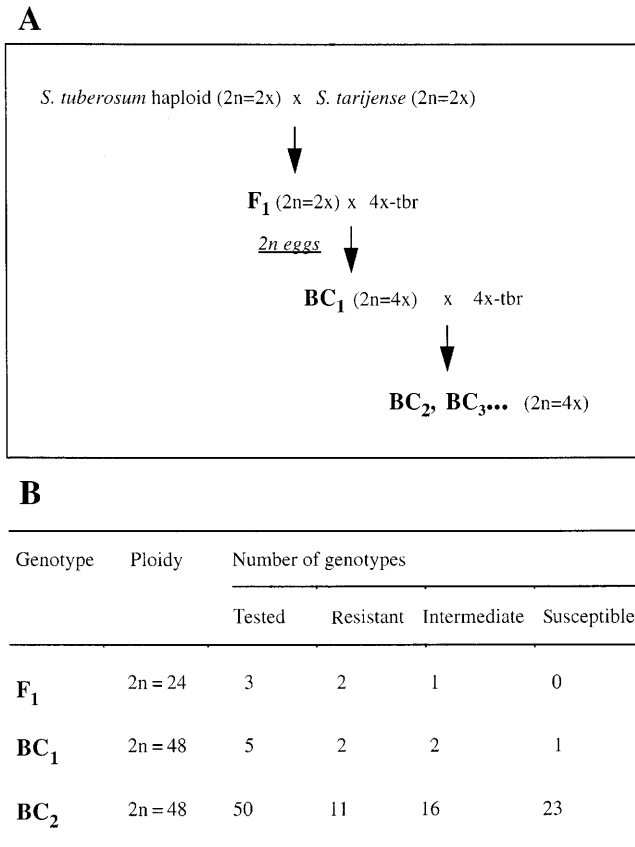 A
S. tuberosum haploid (2n=2x) x S. tarijense (2n=2x)
F1 (2n=2x) x 4x-tbr
2n eggs
BC1 (2n=4x) x 4x-tbr
BC2, BC3... (2n=4x)
B
Genotype Ploidy Number of genotypes
Tested Resistant Intermediate Susceptible
F1 2n = 24 3 2 1 0
BC1 2n = 48 5 2 2 1
BC2 2n = 48 50 11 16 23